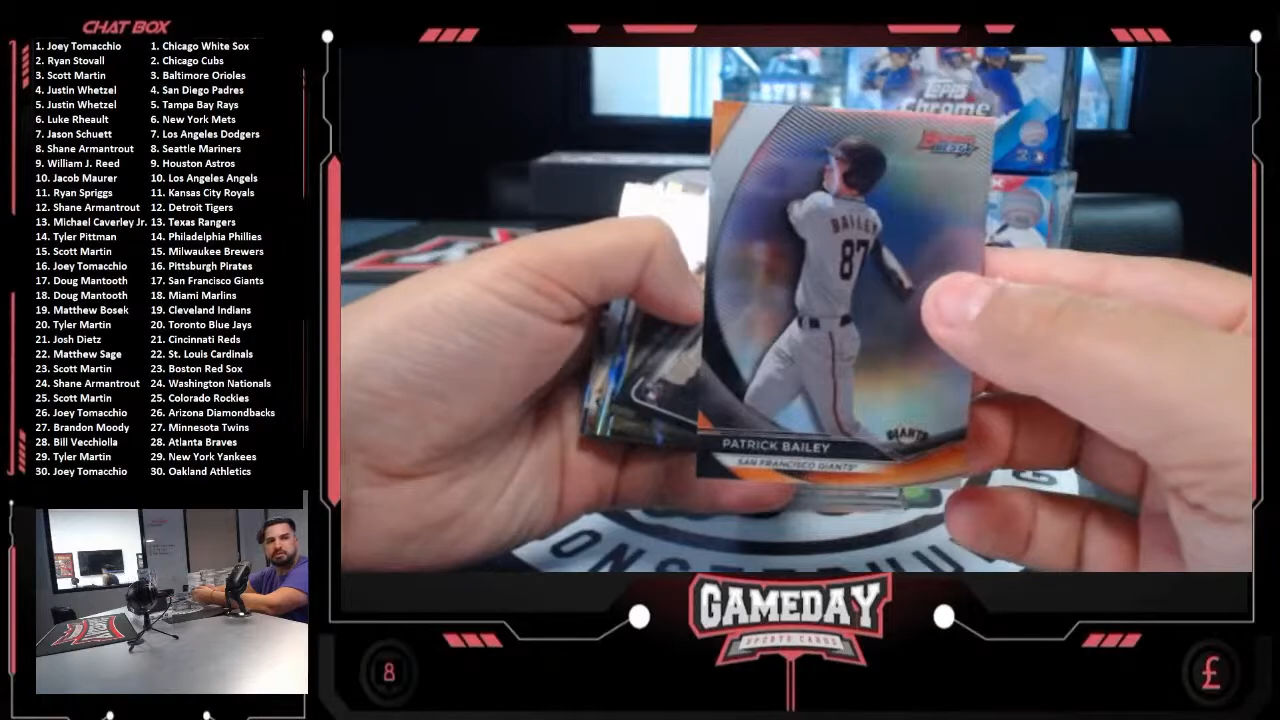 CHAT BOX
1. Joey Tomacchio 1. Chicago White Sox
2. Ryan Stovall 2. Chicago Cubs
3. Scott Martin 3. Baltimore Orioles
4. Justin Whetzel 4. San Diego Padres
5. Justin Whetzel 5. Tampa Bay Rays
6. Luke Rheault 6. New York Mets
7. Jason Schuett 7. Los Angeles Dodgers
8. Shane Armantrout 8. Seattle Mariners
9. William J. Reed 9. Houston Astros
10. Jacob Maurer 10. Los Angeles Angels
11. Ryan Spriggs 11. Kansas City Royals
12. Shane Armantrout 12. Detroit Tigers
13. Michael Caverley Jr. 13. Texas Rangers
14. Tyler Pittman 14. Philadelphia Phillies
15. Scott Martin 15. Milwaukee Brewers
16. Joey Tomacchio 16. Pittsburgh Pirates
17. Doug Mantooth 17. San Francisco Giants
18. Doug Mantooth 18. Miami Marlins
19. Matthew Bosek 19. Cleveland Indians
20. Tyler Martin 20. Toronto Blue Jays
21. Josh Dietz 21. Cincinnati Reds
22. Matthew Sage 22. St. Louis Cardinals
23. Scott Martin 23. Boston Red Sox
24. Shane Armantrout 24. Washington Nationals
25. Scott Martin 25. Colorado Rockies
26. Joey Tomacchio 26. Arizona Diamondbacks
27. Brandon Moody 27. Minnesota Twins
28. Bill Vecchiolla 28. Atlanta Braves
29. Tyler Martin 29. New York Yankees
30. Joey Tomacchio 30. Oakland Athletics
TOPPS
Chrome
BOWMAN'S
BEST
BAILEY
87
GIANTS
PATRICK BAILEY
SAN FRANCISCO GIANTS
GAMEDAY
SPORTS CARDS
8
£